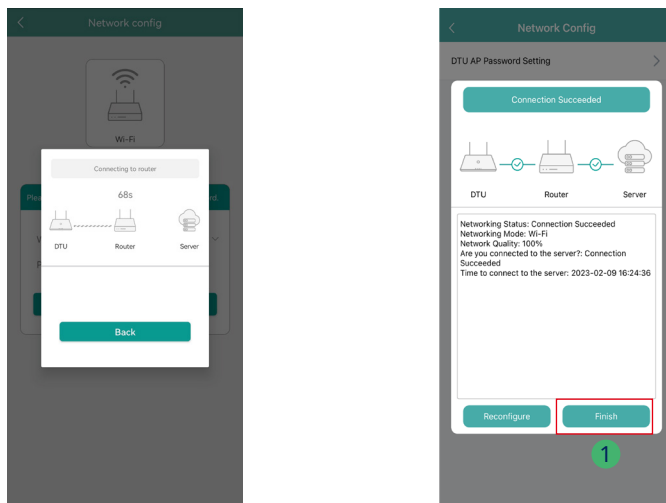 Network config
Wi-Fi
Connecting to router
68s
DTU Router Server
Back
Network Config
DTU AP Password Setting
Connection Succeeded
DTU Router Server
Networking Status: Connection Succeeded
Networking Mode: Wi-Fi
Network Quality: 100%
Are you connected to the server?: Connection
Succeeded
Time to connect to the server: 2023-02-09 16:24:36
Reconfigure Finish
1